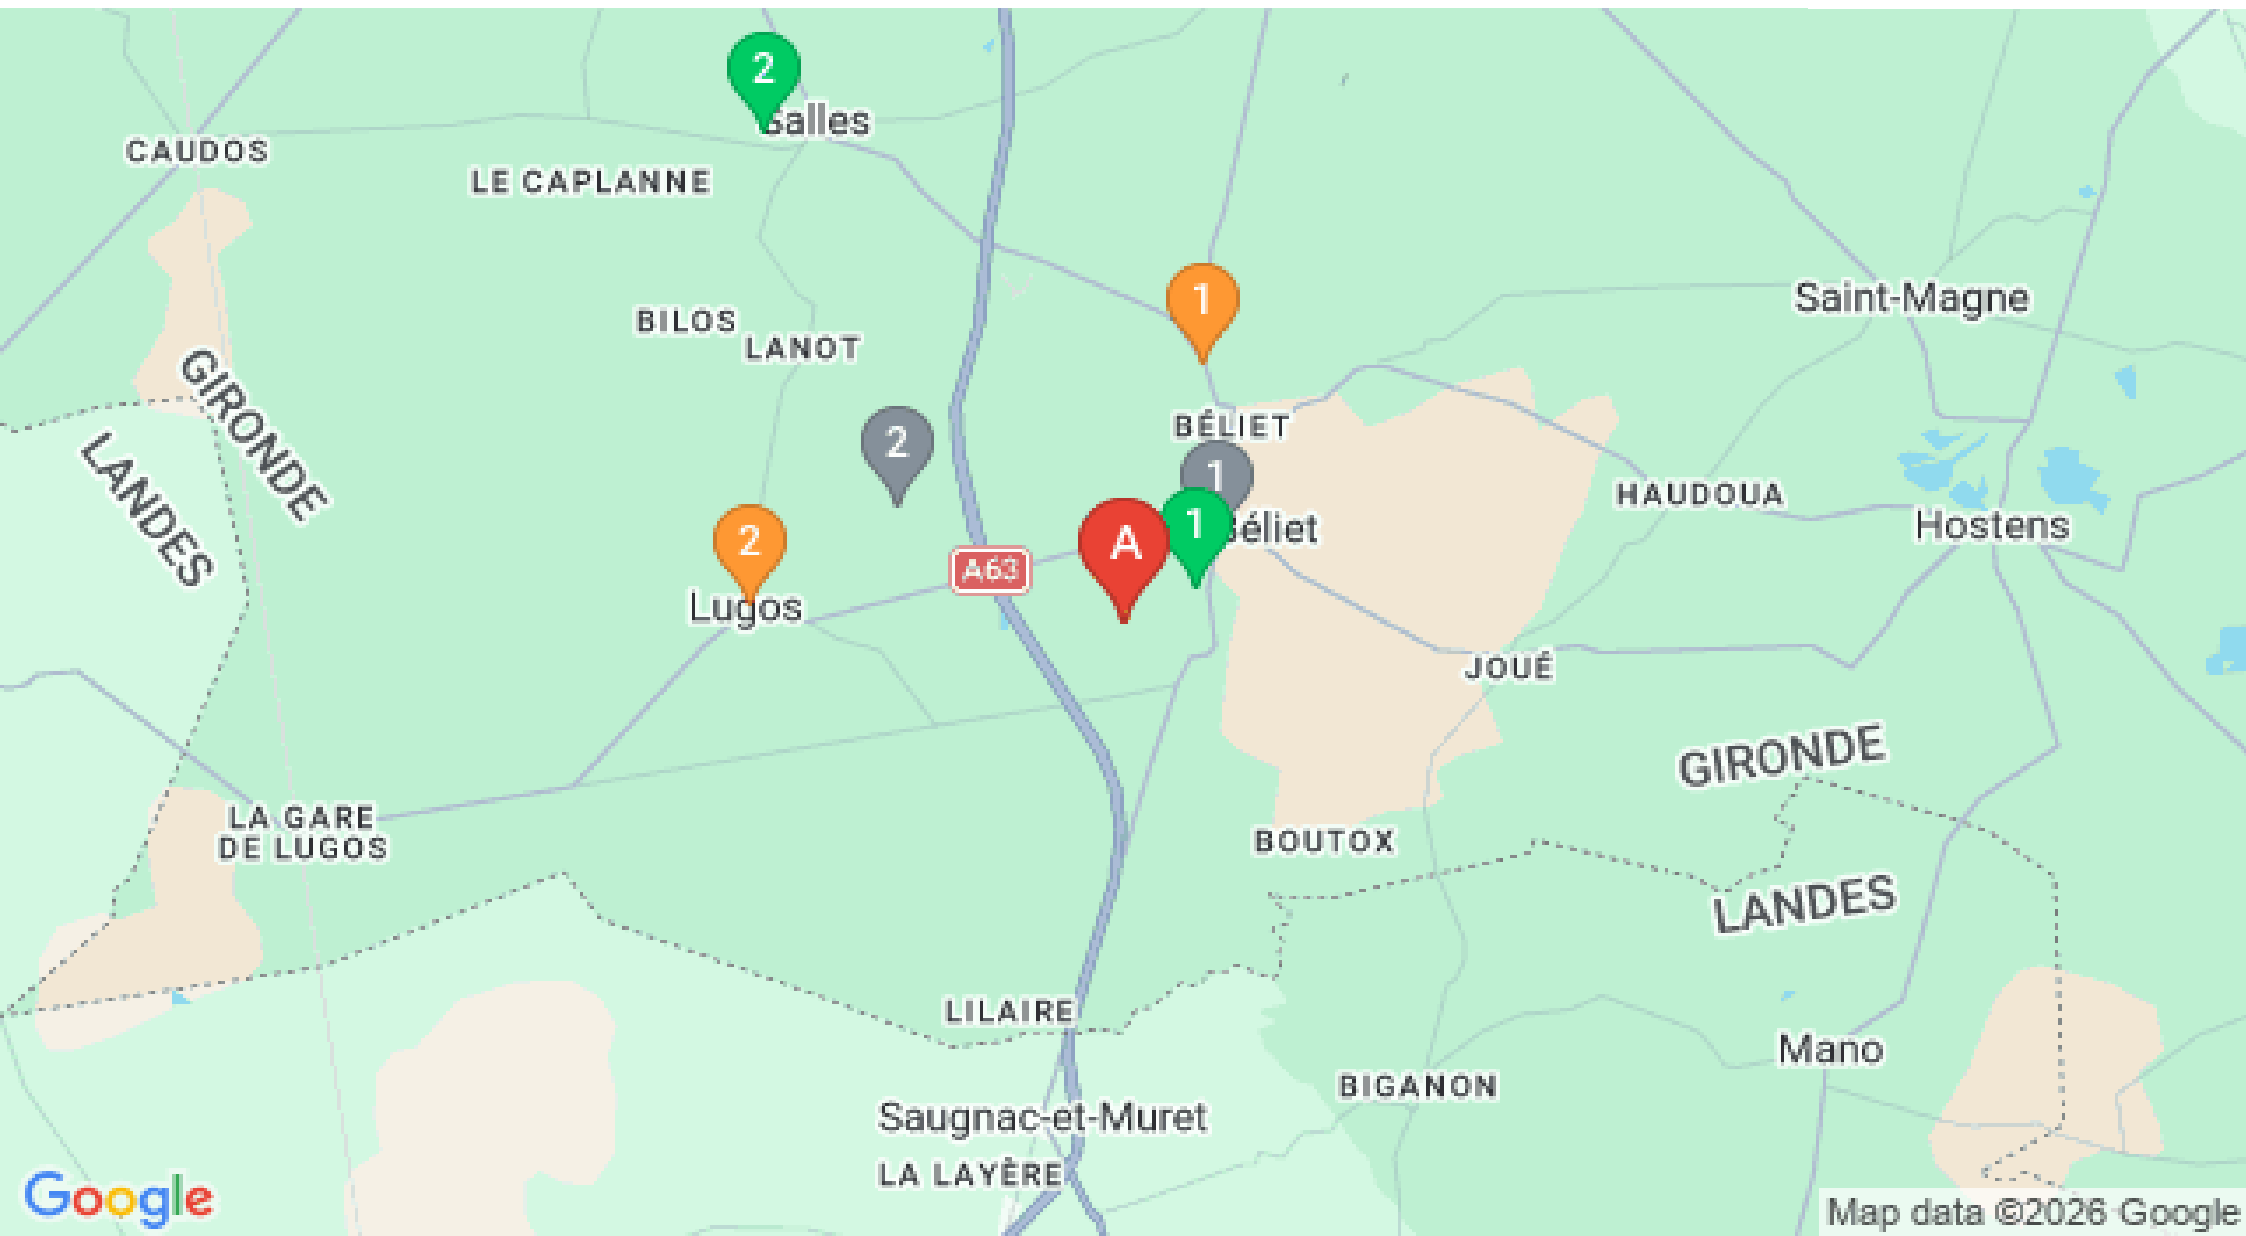 2
Salles
CAUDOS
LE CAPLANNE
1
Saint-Magne
BILOS
LANOT
GIRONDE
LANDES
BÉLIET
2
1
HAUDOUA
Hostens
2
A
1
Béliet
A63
Lugos
JOUÉ
GIRONDE
LA GARE
DE LUGOS
BOUTOX
LANDES
LILAIRE
Mano
BIGANON
Saugnac-et-Muret
LA LAYÈRE
Google
Map data ©2026 Google